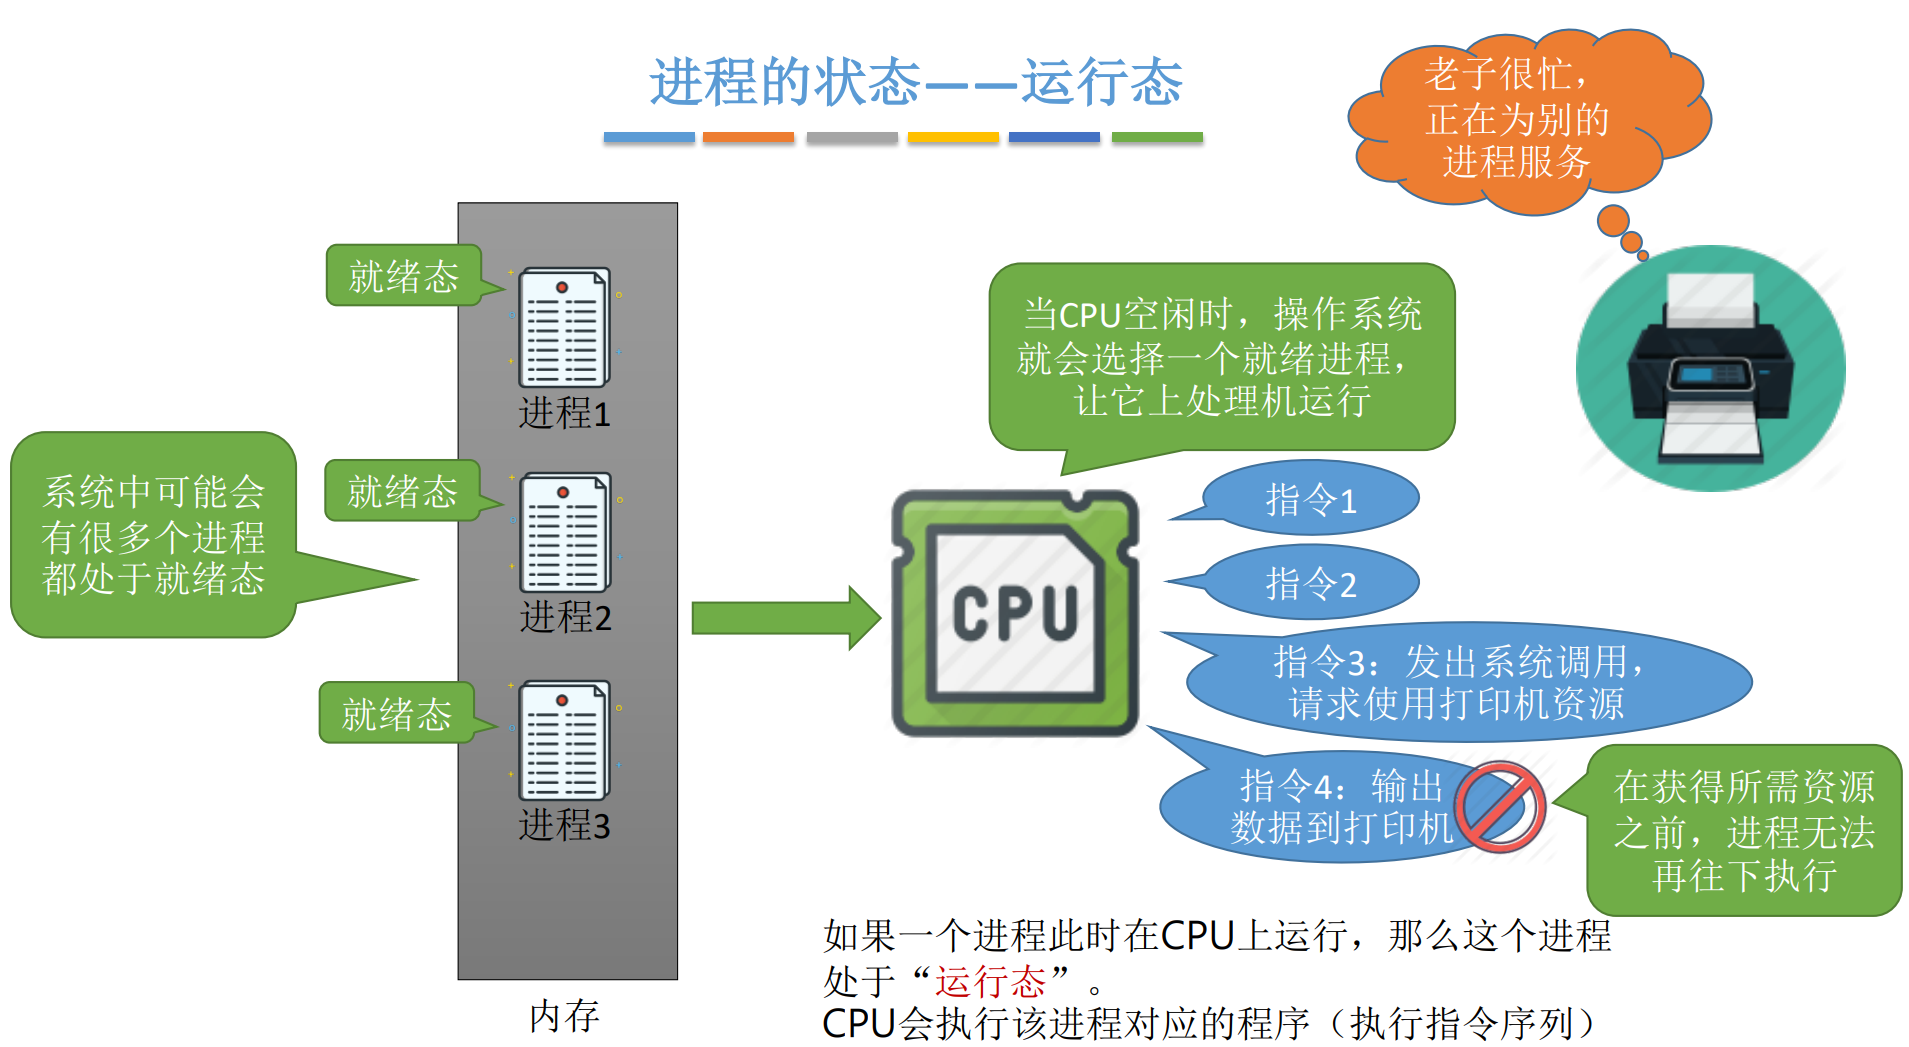 进程的状态——运行态
老子很忙，
正在为别的
进程服务
就绪态
进程1
就绪态
进程2
就绪态
进程3
内存
系统中可能会
有很多个进程
都处于就绪态
当CPU空闲时，操作系统
就会选择一个就绪进程，
让它上处理机运行
CPU
指令1
指令2
指令3：发出系统调用，
请求使用打印机资源
指令4：输出
数据到打印机
在获得所需资源
之前，进程无法
再往下执行
如果一个进程此时在CPU上运行，那么这个进程
处于“运行态”。
CPU会执行该进程对应的程序（执行指令序列）